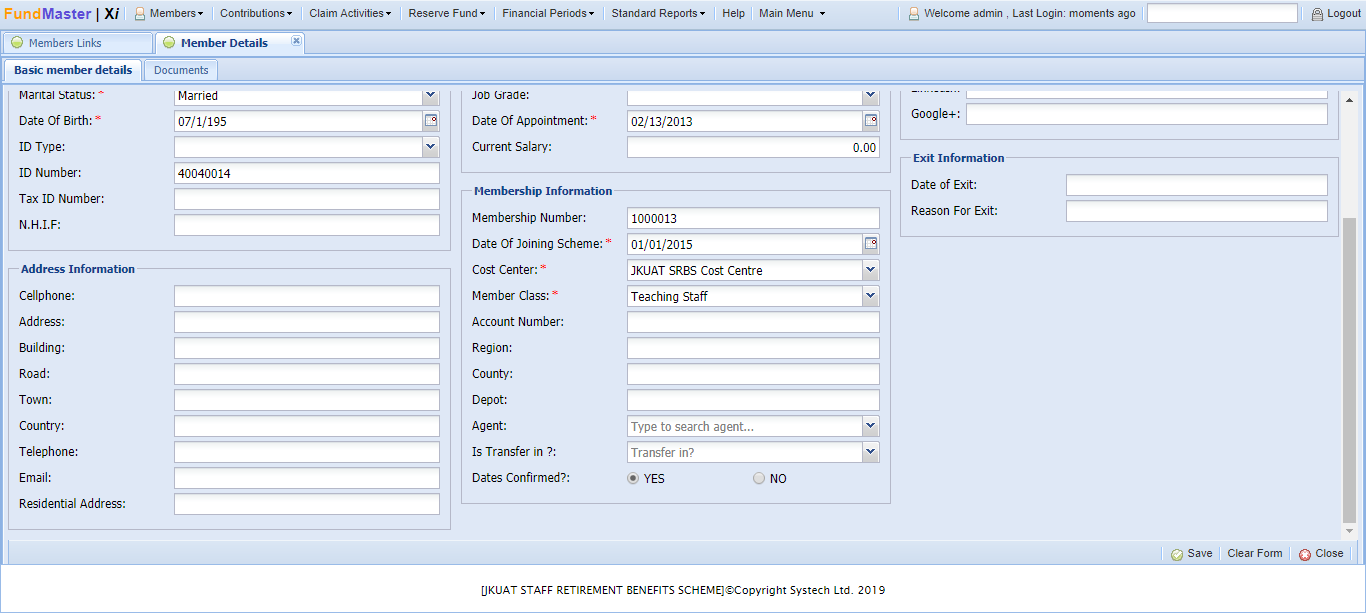 FundMaster | Xi Members Contributions Claim Activities Reserve Fund Financial Periods Standard Reports Help Main Menu Welcome admin , Last Login: moments ago Logout
Members Links Member Details
Basic member details Documents
Marital Status: * Married
Date Of Birth: * 07/1/195
ID Type:
ID Number: 40040014
Tax ID Number:
N.H.I.F:
Address Information
Cellphone:
Address:
Building:
Road:
Town:
Country:
Telephone:
Email:
Residential Address:
Job Grade:
Date Of Appointment: * 02/13/2013
Current Salary: 0.00
Membership Information
Membership Number: 1000013
Date Of Joining Scheme: * 01/01/2015
Cost Center: * JKUAT SRBS Cost Centre
Member Class: * Teaching Staff
Account Number:
Region:
County:
Depot:
Agent: Type to search agent...
Is Transfer in ?: Transfer in?
Dates Confirmed?: YES NO
Google+:
Exit Information
Date of Exit:
Reason For Exit:
Save Clear Form Close
[JKUAT STAFF RETIREMENT BENEFITS SCHEME]©Copyright Systech Ltd. 2019